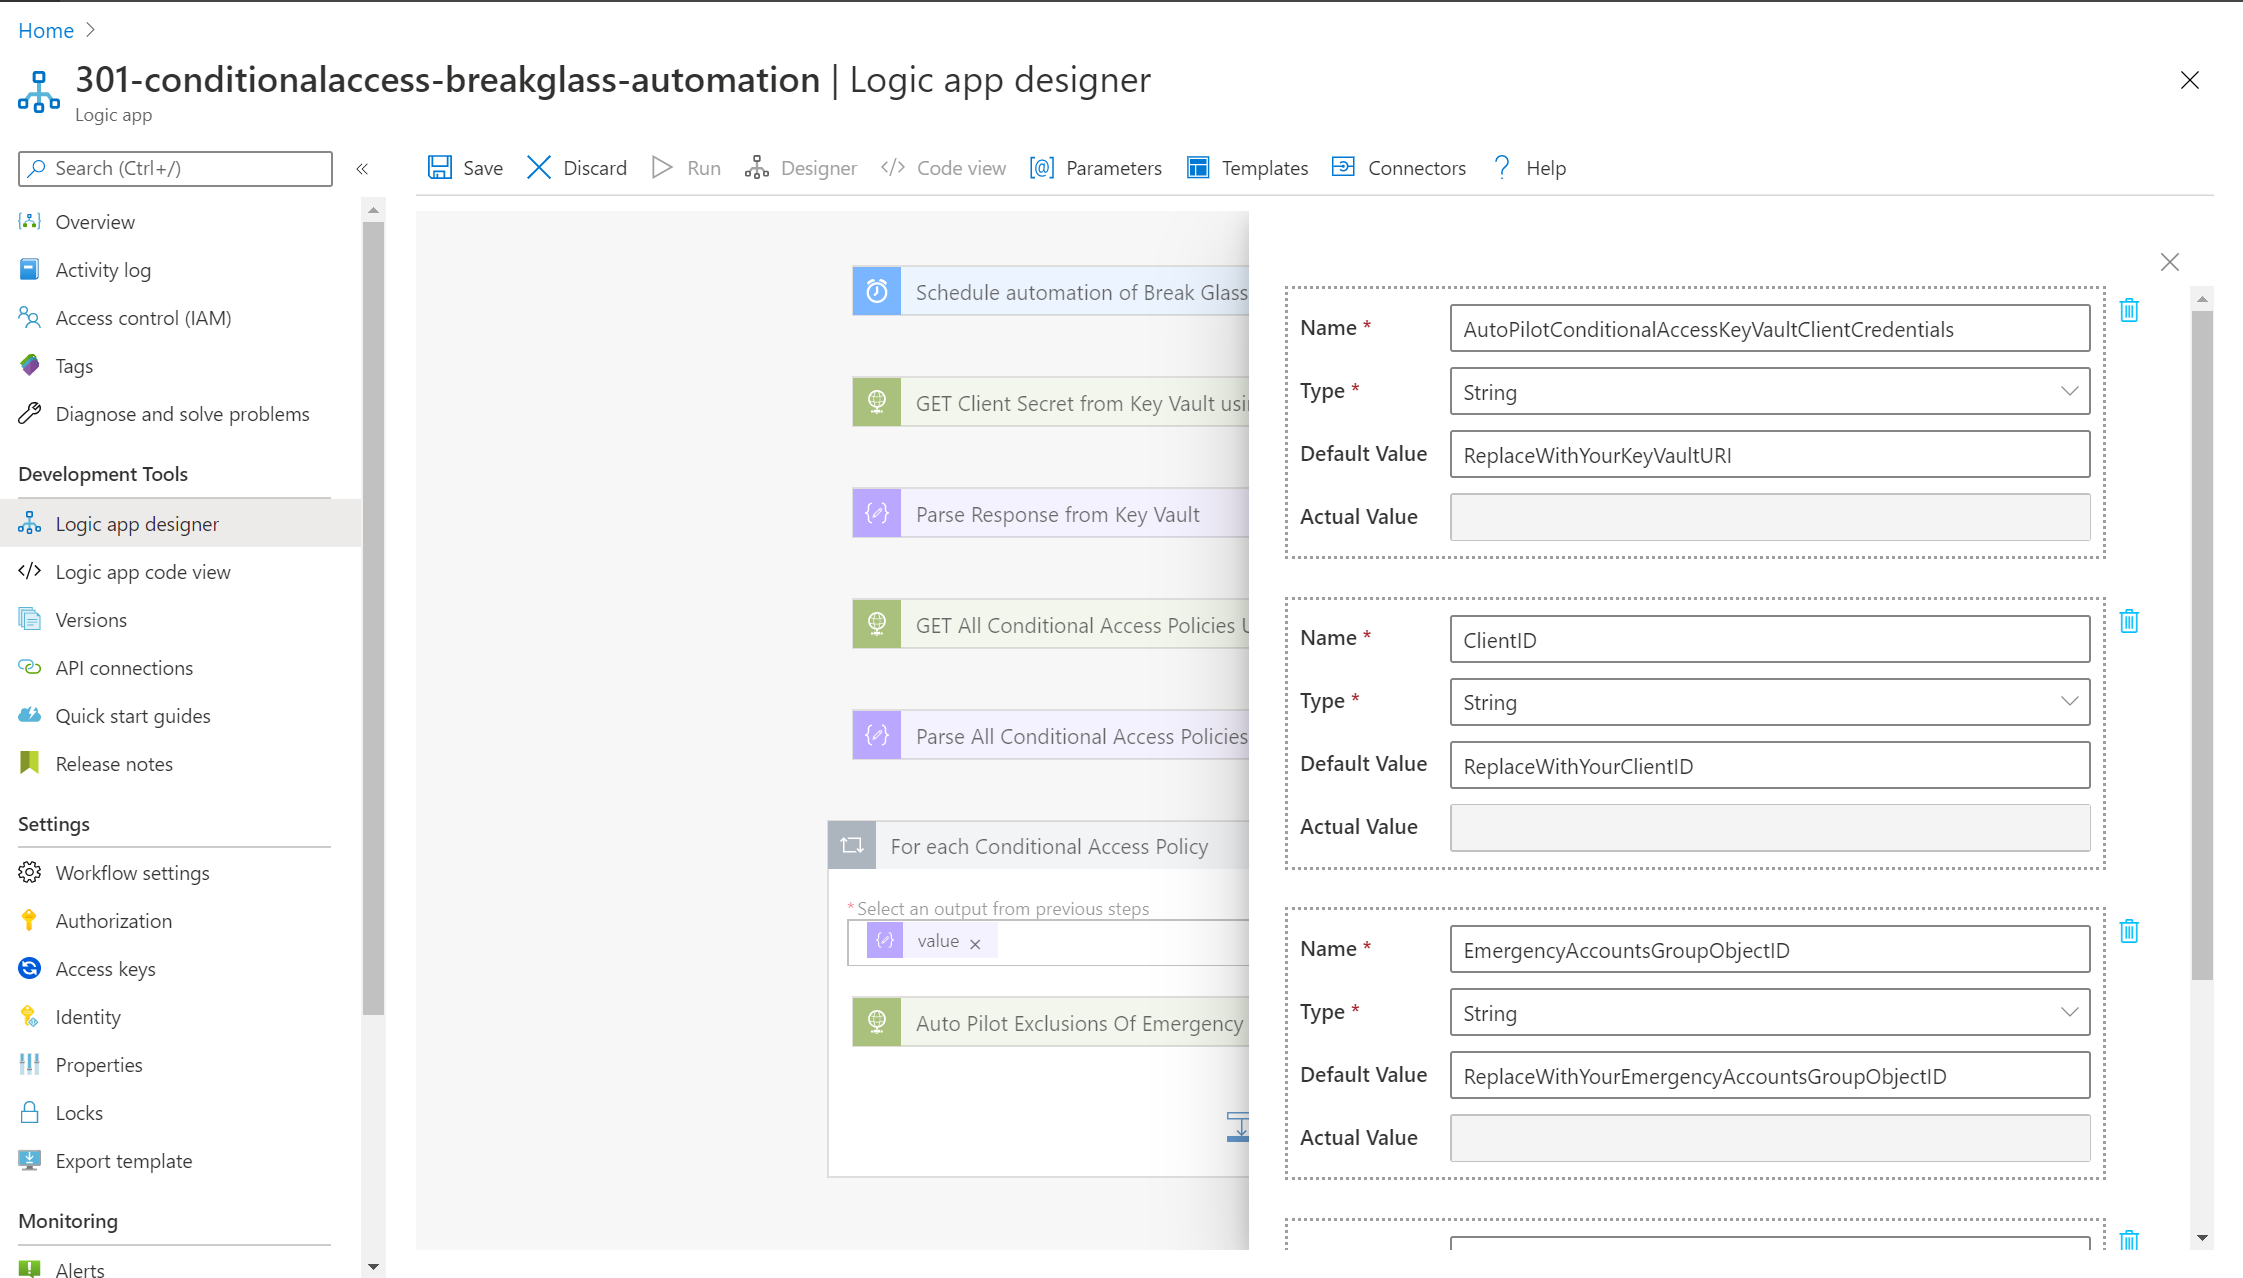 Home
301-conditionalaccess-breakglass-automation | Logic app designer
Logic app
Search (Ctrl+/)
«
Save
Discard
Run
Designer
Code view
Parameters
Templates
Connectors
Help
Overview
Activity log
Access control (IAM)
Tags
Diagnose and solve problems
Development Tools
Logic app designer
Logic app code view
Versions
API connections
Quick start guides
Release notes
Settings
Workflow settings
Authorization
Access keys
Identity
Properties
Locks
Export template
Monitoring
Alerts
Schedule automation of Break Glass
GET Client Secret from Key Vault usi
Parse Response from Key Vault
GET All Conditional Access Policies U
Parse All Conditional Access Policies
For each Conditional Access Policy
*Select an output from previous steps
value ×
Auto Pilot Exclusions Of Emergency
Name * AutoPilotConditionalAccessKeyVaultClientCredentials
Type * String
Default Value ReplaceWithYourKeyVaultURI
Actual Value
Name * ClientID
Type * String
Default Value ReplaceWithYourClientID
Actual Value
Name * EmergencyAccountsGroupObjectID
Type * String
Default Value ReplaceWithYourEmergencyAccountsGroupObjectID
Actual Value